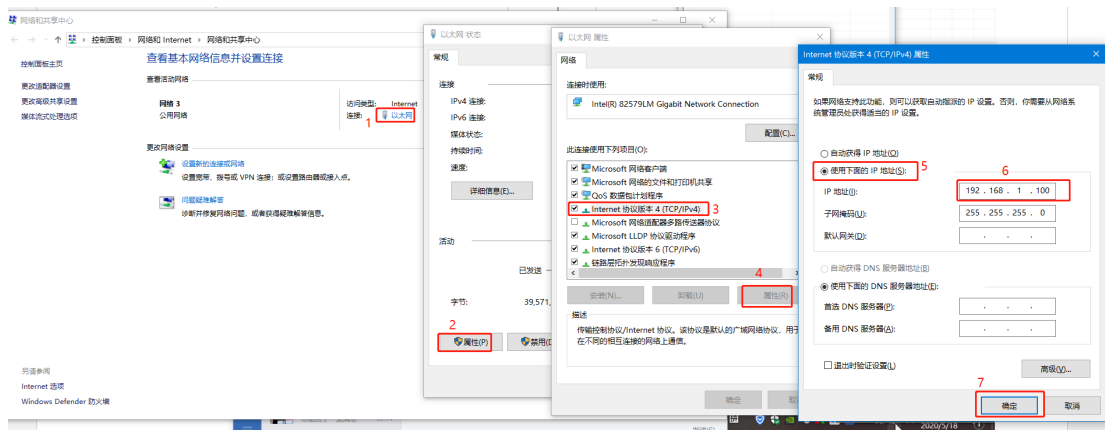 网络和共享中心
控制面板 › 网络和 Internet › 网络和共享中心
控制面板主页
更改适配器设置
更改高级共享设置
媒体流式处理选项
查看基本网络信息并设置连接
查看活动网络
网络 3
公用网络
访问类型: Internet
连接: 以太网
1
更改网络设置
设置新的连接或网络
设置宽带、拨号或 VPN 连接；或设置路由器或接入点。
问题疑难解答
诊断并修复网络问题，或者获得疑难解答信息。
另请参阅
Internet 选项
Windows Defender 防火墙
以太网 状态
常规
连接
IPv4 连接:
IPv6 连接:
媒体状态:
持续时间:
速度:
详细信息(E)...
活动
已发送
字节:
39,571,
2
属性(P)
禁用(D
以太网 属性
网络
连接时使用:
Intel(R) 82579LM Gigabit Network Connection
配置(C)...
此连接使用下列项目(O):
Microsoft 网络客户端
Microsoft 网络的文件和打印机共享
QoS 数据包计划程序
Internet 协议版本 4 (TCP/IPv4)
3
Microsoft 网络适配器多路传送器协议
Microsoft LLDP 协议驱动程序
Internet 协议版本 6 (TCP/IPv6)
链路层拓扑发现响应程序
4
安装(N)...
卸载(U)
属性(R)
描述
传输控制协议/Internet 协议。该协议是默认的广域网络协议，用于
在不同的相互连接的网络上通信。
确定
取
Internet 协议版本 4 (TCP/IPv4) 属性
常规
如果网络支持此功能，则可以获取自动指派的 IP 设置。否则，你需要从网络系
统管理员处获得适当的 IP 设置。
自动获得 IP 地址(O)
使用下面的 IP 地址(S):
5
6
IP 地址(I):
192 . 168 . 1 . 100
子网掩码(U):
255 . 255 . 255 . 0
默认网关(D):
自动获得 DNS 服务器地址(B)
使用下面的 DNS 服务器地址(E):
首选 DNS 服务器(P):
备用 DNS 服务器(A):
退出时验证设置(L)
高级(V)...
7
确定
取消
2020/5/18